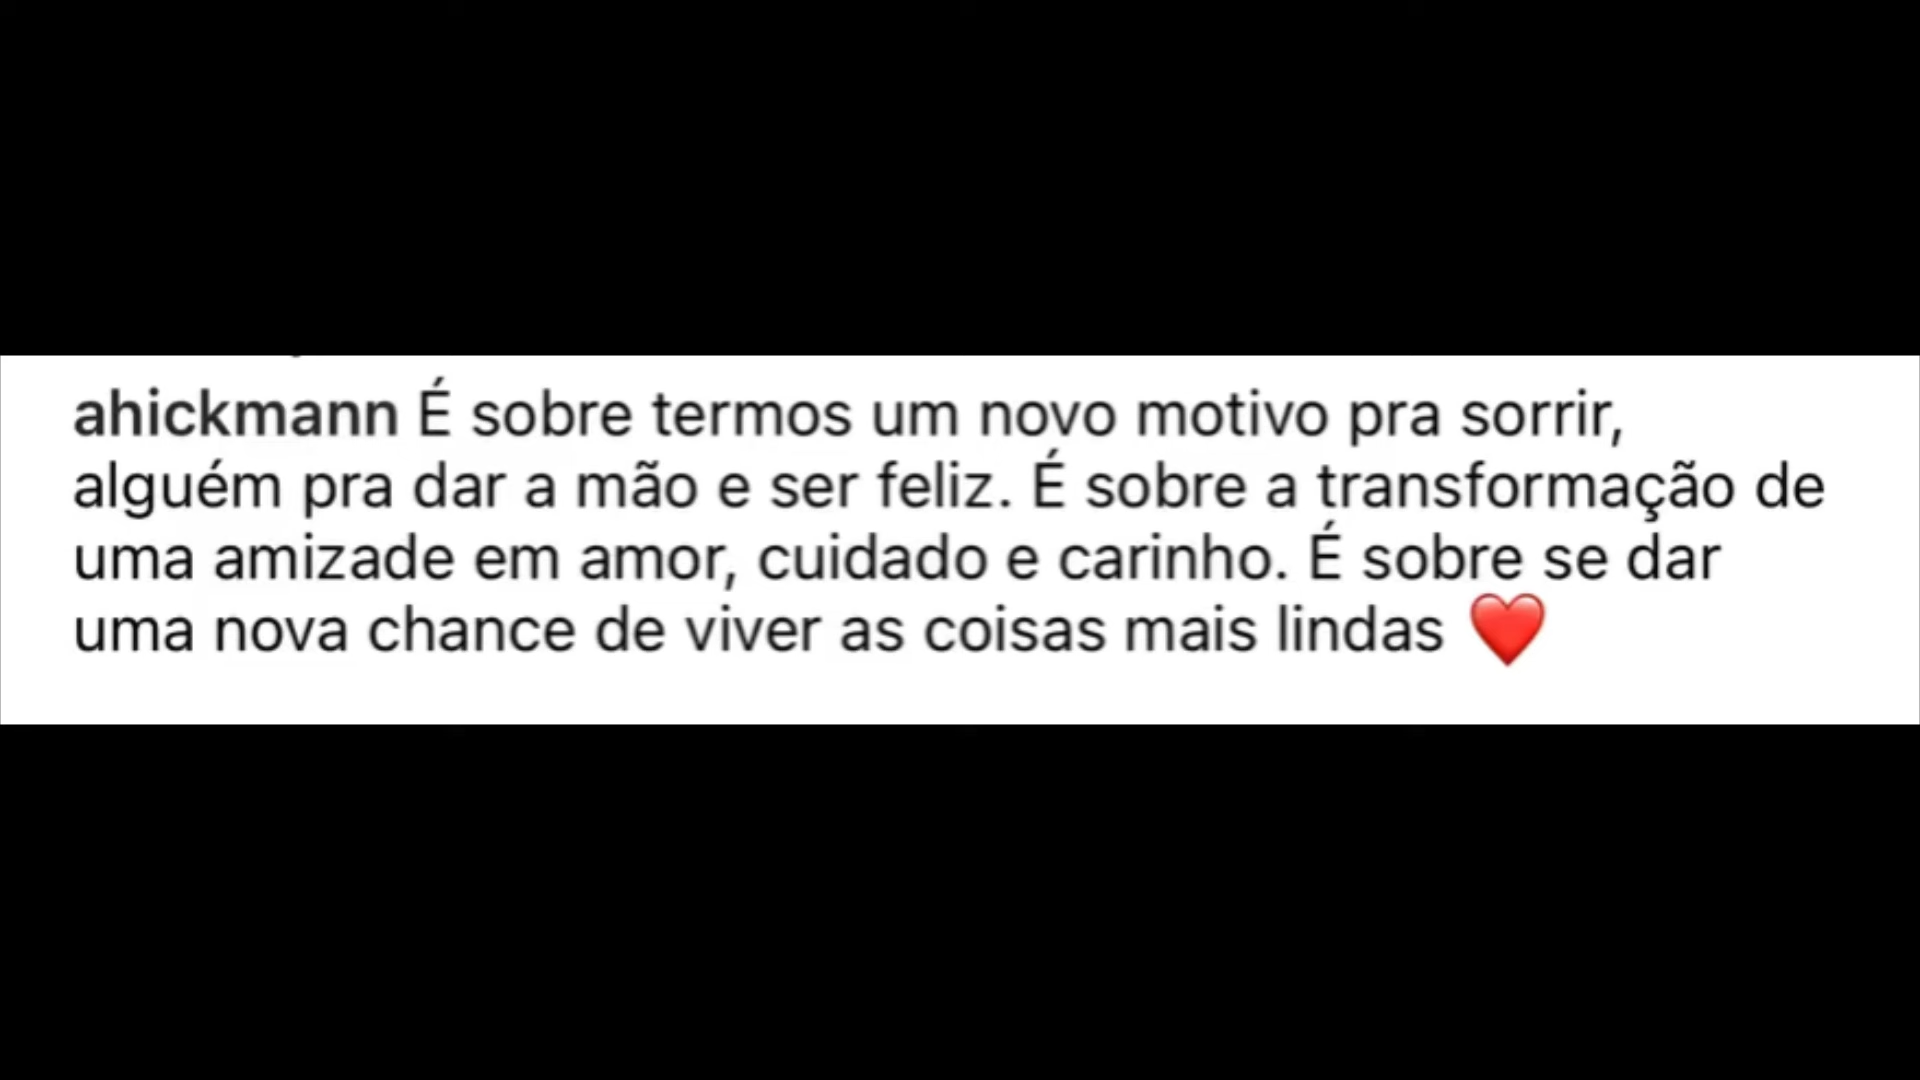 ahickmann É sobre termos um novo motivo pra sorrir,
alguém pra dar a mão e ser feliz. É sobre a transformação de
uma amizade em amor, cuidado e carinho. É sobre se dar
uma nova chance de viver as coisas mais lindas ❤️